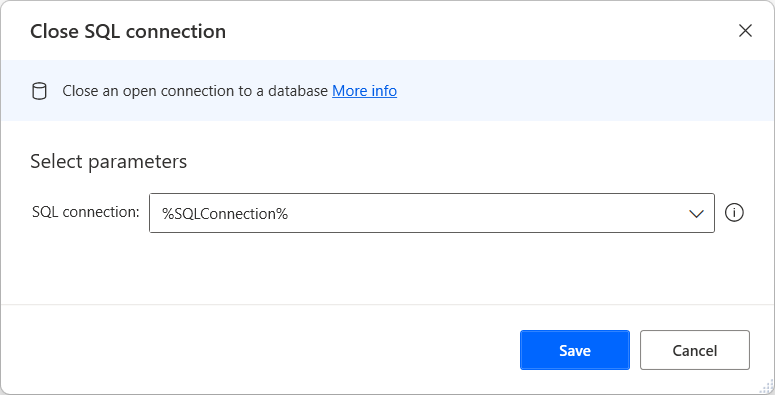 Close SQL connection
Close an open connection to a database More info
Select parameters
SQL connection: %SQLConnection%
Save Cancel